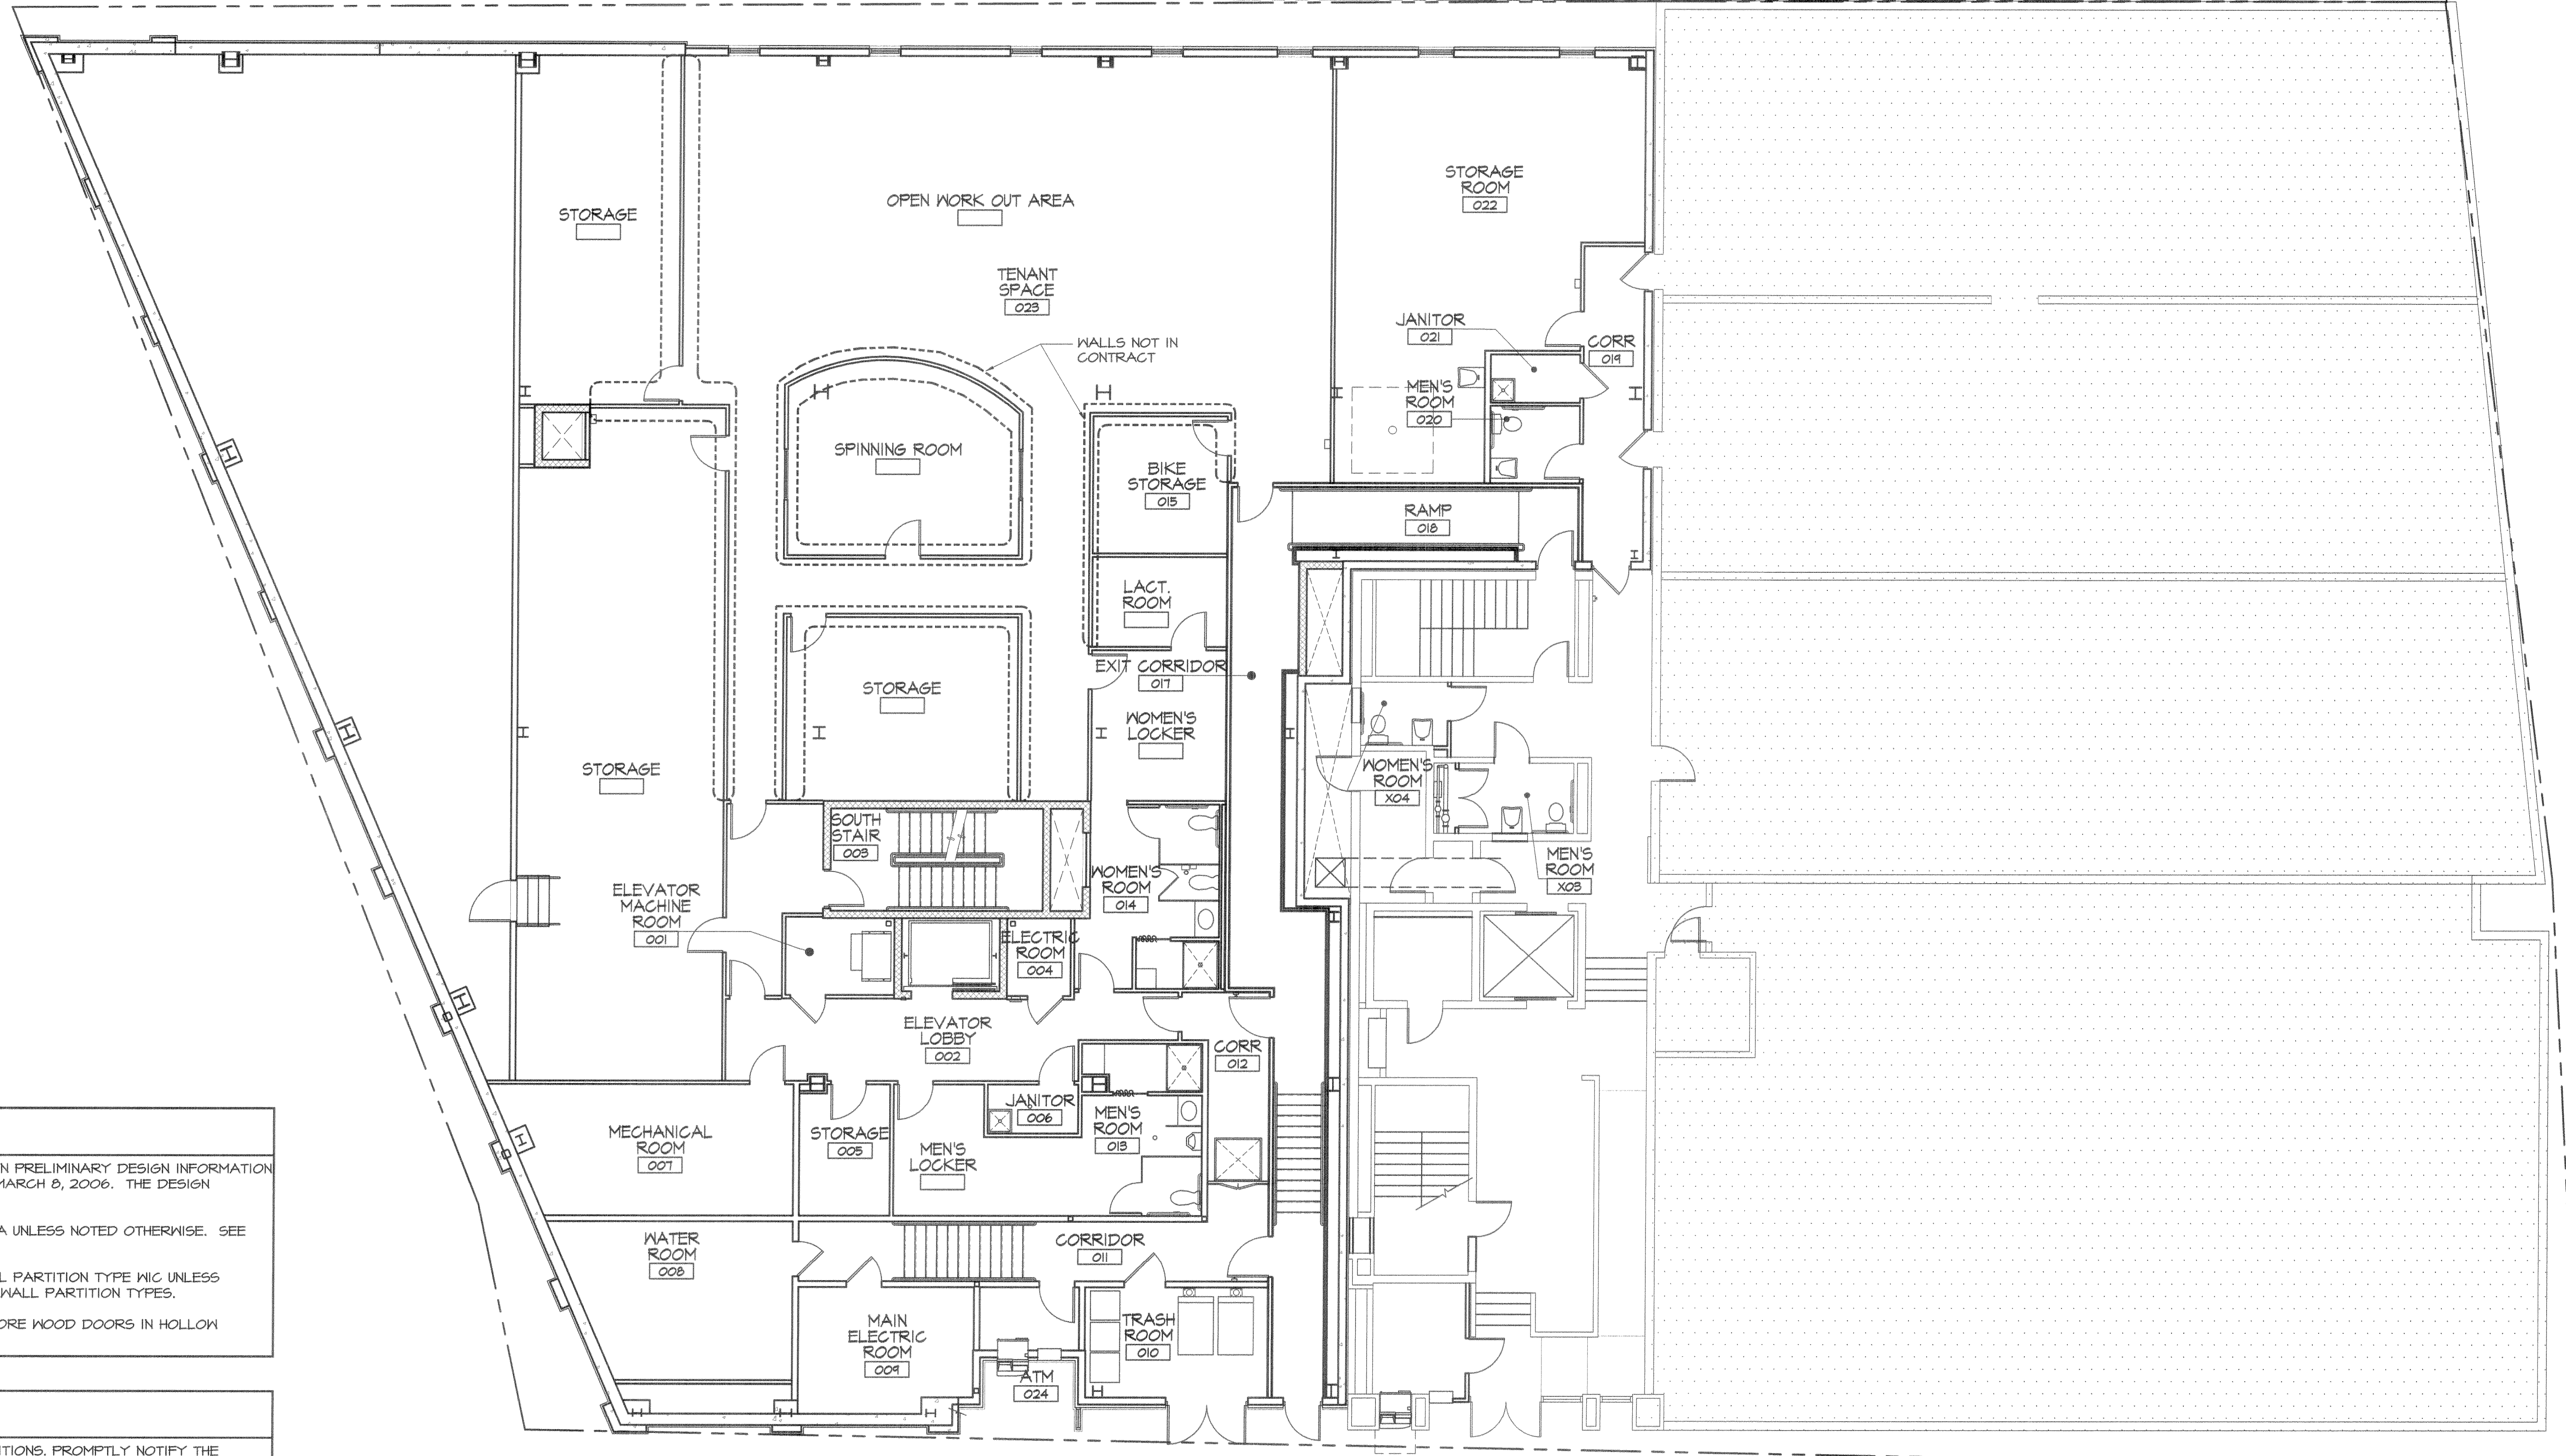 STORAGE
OPEN WORK OUT AREA
TENANT
SPACE
023
STORAGE
ROOM
022
WALLS NOT IN
CONTRACT
JANITOR
021
CORR
019
MEN'S
ROOM
020
SPINNING ROOM
BIKE
STORAGE
015
RAMP
018
LACT.
ROOM
EXIT CORRIDOR
017
STORAGE
WOMEN'S
LOCKER
STORAGE
WOMEN'S
ROOM
X04
SOUTH
STAIR
003
WOMEN'S
ROOM
014
MEN'S
ROOM
X03
ELEVATOR
MACHINE
ROOM
001
ELECTRIC
ROOM
004
ELEVATOR
LOBBY
002
CORR
012
JANITOR
006
MECHANICAL
ROOM
007
STORAGE
005
MEN'S
LOCKER
MEN'S
ROOM
013
WATER
ROOM
008
CORRIDOR
011
MAIN
ELECTRIC
ROOM
009
TRASH
ROOM
010
ATM
024
N PRELIMINARY DESIGN INFORMATION
MARCH 8, 2006. THE DESIGN
A UNLESS NOTED OTHERWISE. SEE
L PARTITION TYPE W1C UNLESS
WALL PARTITION TYPES.
ORE WOOD DOORS IN HOLLOW
ITIONS. PROMPTLY NOTIFY THE